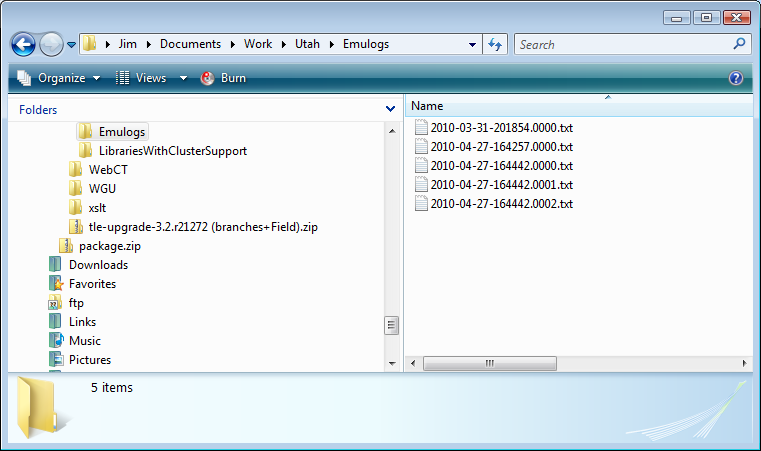 Jim Documents Work Utah Emulogs Search
Organize Views Burn
Folders
Emulogs
LibrariesWithClusterSupport
WebCT
WGU
xslt
tle-upgrade-3.2.r21272 (branches+Field).zip
package.zip
Downloads
Favorites
ftp
Links
Music
Pictures
Name
2010-03-31-201854.0000.txt
2010-04-27-164257.0000.txt
2010-04-27-164442.0000.txt
2010-04-27-164442.0001.txt
2010-04-27-164442.0002.txt
5 items